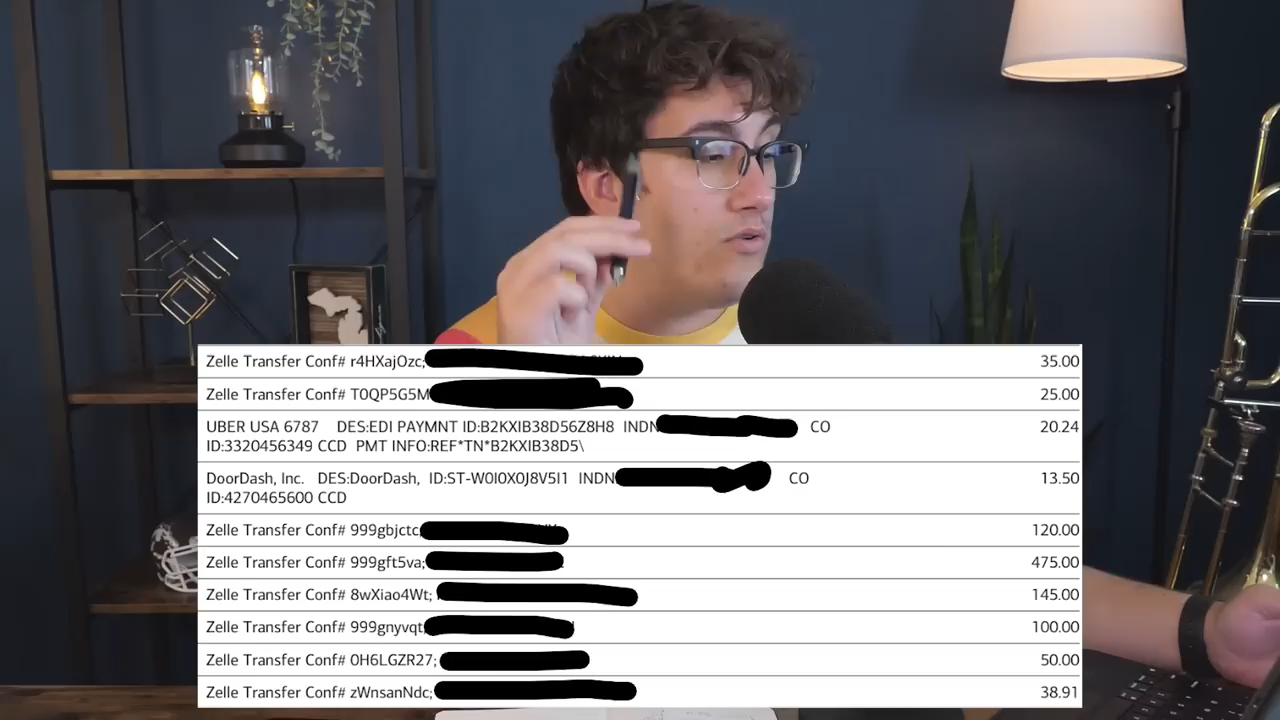 Zelle Transfer Conf# r4HXajOzc; 35.00
Zelle Transfer Conf# T0QP5G5M 25.00
UBER USA 6787 DES:EDI PAYMNT ID:B2KXIB38D56Z8H8 INDN CO 20.24
ID:3320456349 CCD PMT INFO:REF*TN*B2KXIB38D5\
DoorDash, Inc. DES:DoorDash, ID:ST-W0I0X0J8V5I1 INDN CO 13.50
ID:4270465600 CCD
Zelle Transfer Conf# 999gbjctc; 120.00
Zelle Transfer Conf# 999gft5va; 475.00
Zelle Transfer Conf# 8wXiao4Wt; 145.00
Zelle Transfer Conf# 999gnyvqt; 100.00
Zelle Transfer Conf# 0H6LGZR27; 50.00
Zelle Transfer Conf# zWnsanNdc; 38.91